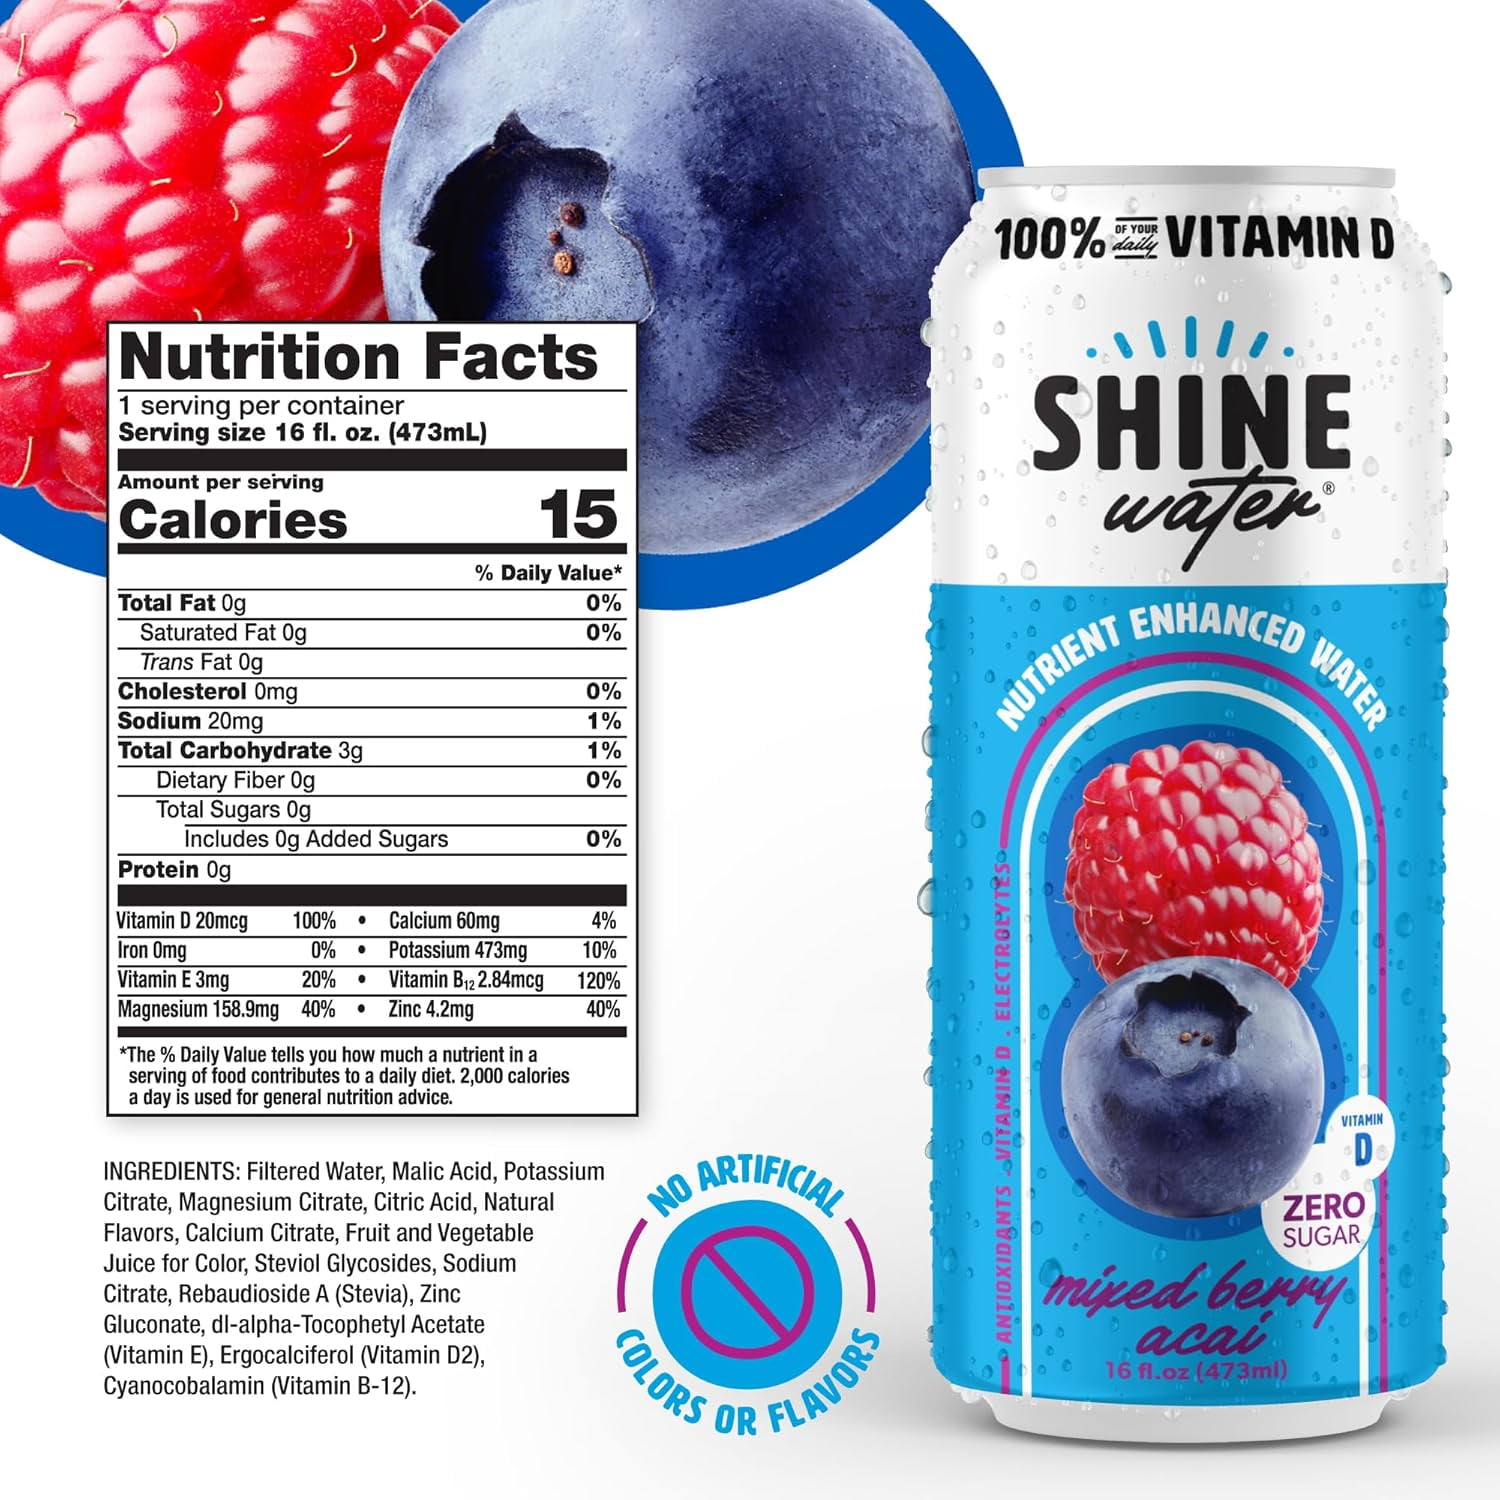 Nutrition Facts
1 serving per container
Serving size 16 fl. oz. (473mL)
Amount per serving
Calories 15
% Daily Value*
Total Fat 0g 0%
Saturated Fat 0g 0%
Trans Fat 0g
Cholesterol 0mg 0%
Sodium 20mg 1%
Total Carbohydrate 3g 1%
Dietary Fiber 0g 0%
Total Sugars 0g
Includes 0g Added Sugars 0%
Protein 0g
Vitamin D 20mcg 100% • Calcium 60mg 4%
Iron 0mg 0% • Potassium 473mg 10%
Vitamin E 3mg 20% • Vitamin B12 2.84mcg 120%
Magnesium 158.9mg 40% • Zinc 4.2mg 40%
*The % Daily Value tells you how much a nutrient in a
serving of food contributes to a daily diet. 2,000 calories
a day is used for general nutrition advice.
INGREDIENTS: Filtered Water, Malic Acid, Potassium
Citrate, Magnesium Citrate, Citric Acid, Natural
Flavors, Calcium Citrate, Fruit and Vegetable
Juice for Color, Steviol Glycosides, Sodium
Citrate, Rebaudioside A (Stevia), Zinc
Gluconate, dl-alpha-Tocophetyl Acetate
(Vitamin E), Ergocalciferol (Vitamin D2),
Cyanocobalamin (Vitamin B-12).
NO ARTIFICIAL
COLORS OR FLAVORS
100% OF YOUR daily VITAMIN D
SHINE
water®
NUTRIENT ENHANCED WATER
ANTIOXIDANTS . VITAMIN D . ELECTROLYTES
VITAMIN
D
ZERO
SUGAR
mixed berry
acai
16 fl.oz (473ml)